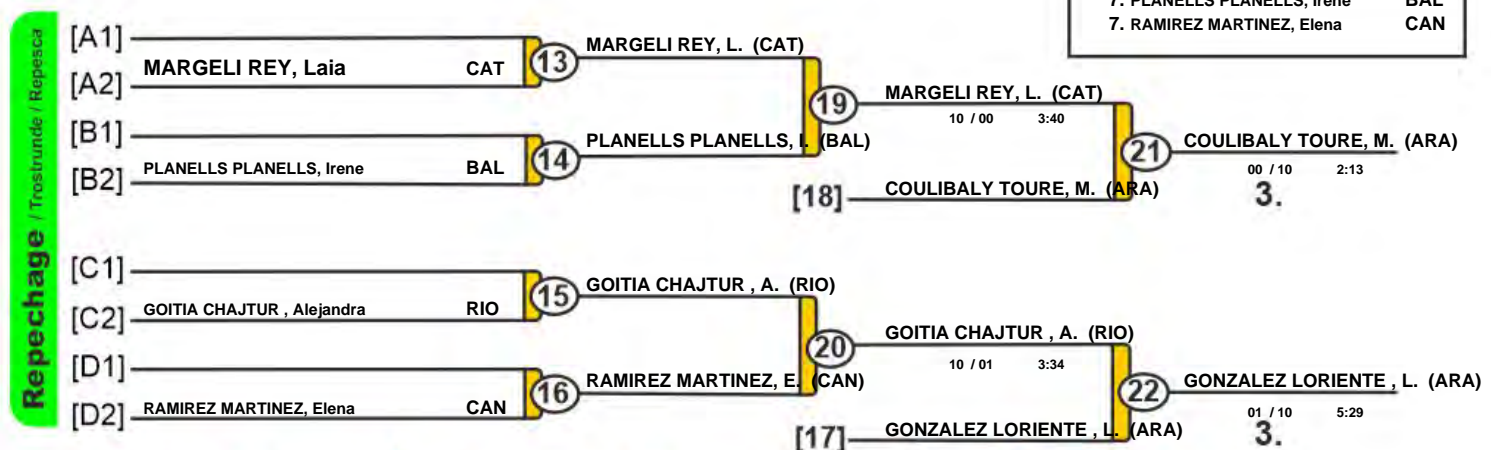 7. PLANELLS PLANELLS, Irene BAL
7. RAMIREZ MARTINEZ, Elena CAN
Repechage / Trostrunde / Repesca
[A1]
[A2] MARGELI REY, Laia CAT
13
MARGELI REY, L. (CAT)
[B1]
[B2] PLANELLS PLANELLS, Irene BAL
14
PLANELLS PLANELLS, I. (BAL)
19
MARGELI REY, L. (CAT)
10 / 00 3:40
[18] COULIBALY TOURE, M. (ARA)
21
COULIBALY TOURE, M. (ARA)
00 / 10 2:13
3.
[C1]
[C2] GOITIA CHAJTUR , Alejandra RIO
15
GOITIA CHAJTUR , A. (RIO)
[D1]
[D2] RAMIREZ MARTINEZ, Elena CAN
16
RAMIREZ MARTINEZ, E. (CAN)
20
GOITIA CHAJTUR , A. (RIO)
10 / 01 3:34
[17] GONZALEZ LORIENTE , L. (ARA)
22
GONZALEZ LORIENTE , L. (ARA)
01 / 10 5:29
3.